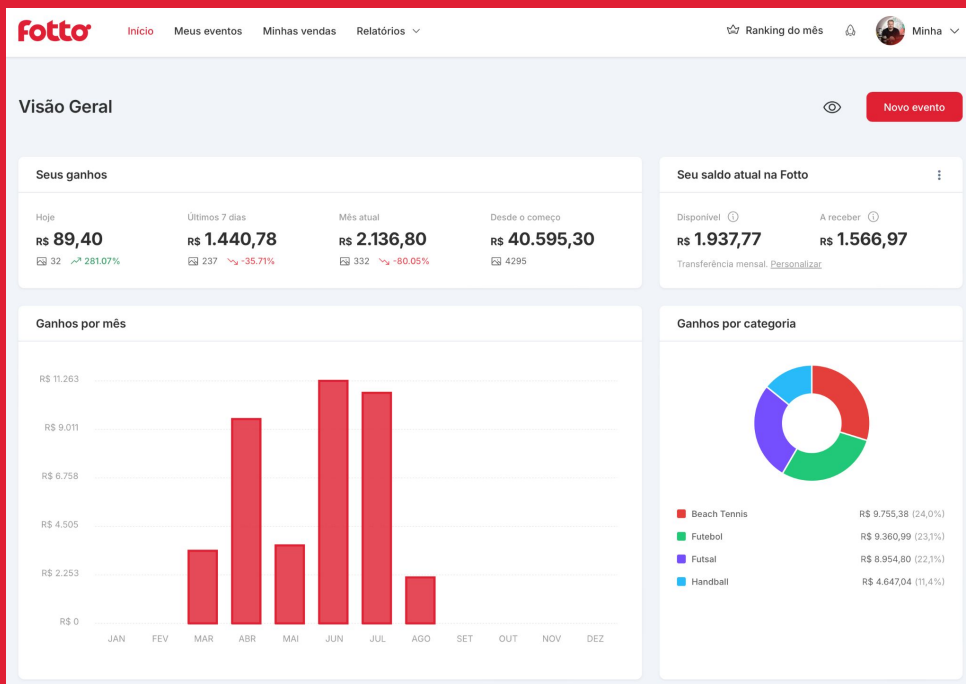 fotto
Início Meus eventos Minhas vendas Relatórios Ranking do mês Minha
Visão Geral Novo evento
Seus ganhos
Hoje Últimos 7 dias Mês atual Desde o começo
R$ 89,40 R$ 1.440,78 R$ 2.136,80 R$ 40.595,30
32 281.07% 237 -35.71% 332 -80.05% 4295
Seu saldo atual na Fotto
Disponível A receber
R$ 1.937,77 R$ 1.566,97
Transferência mensal. Personalizar
Ganhos por mês
R$ 11.263
R$ 9.011
R$ 6.758
R$ 4.505
R$ 2.253
R$ 0
JAN FEV MAR ABR MAI JUN JUL AGO SET OUT NOV DEZ
Ganhos por categoria
Beach Tennis R$ 9.755,38 (24,0%)
Futebol R$ 9.360,99 (23,1%)
Futsal R$ 8.954,80 (22,1%)
Handball R$ 4.647,04 (11,4%)